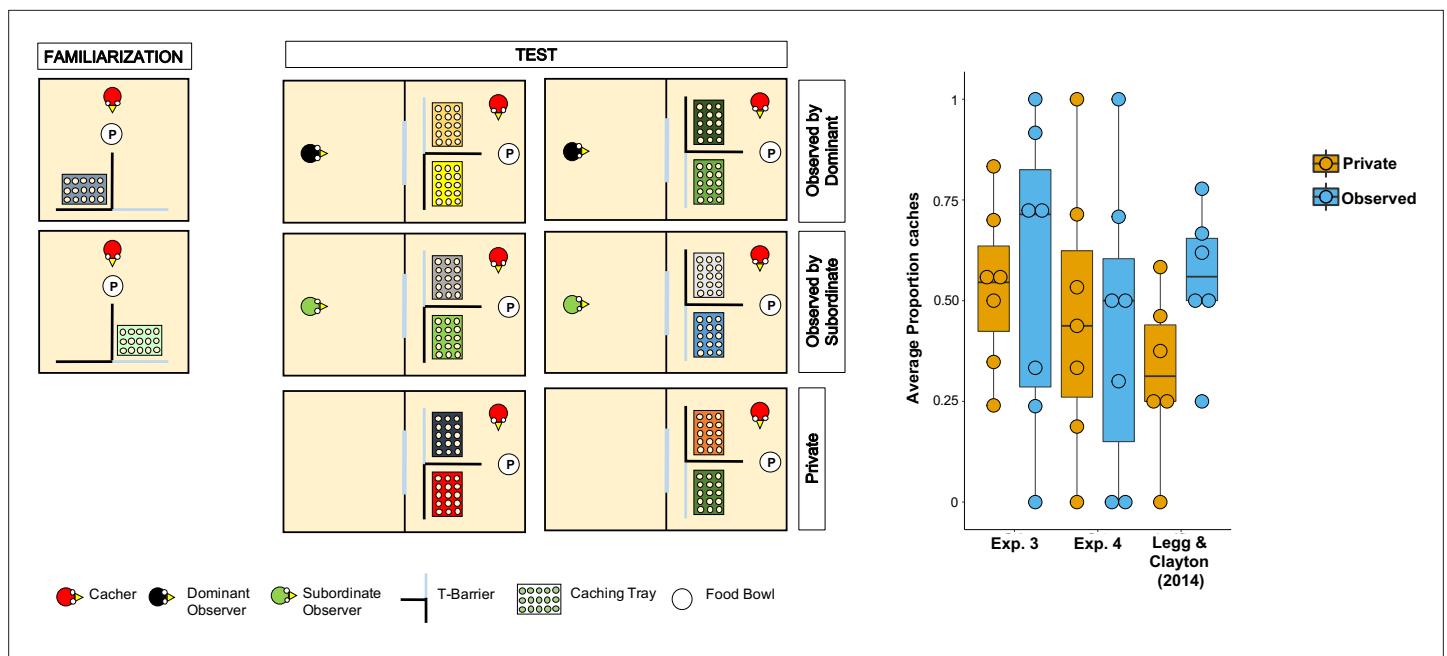 FAMILIARIZATION
TEST
P
P
P
P
P
P
P
P
Observed by
Dominant
Observed by
Subordinate
Private
Cacher
Dominant
Observer
Subordinate
Observer
T-Barrier
Caching Tray
Food Bowl
Average Proportion caches
1
0.75
0.50
0.25
0
Exp. 3
Exp. 4
Legg &
Clayton
(2014)
Private
Observed